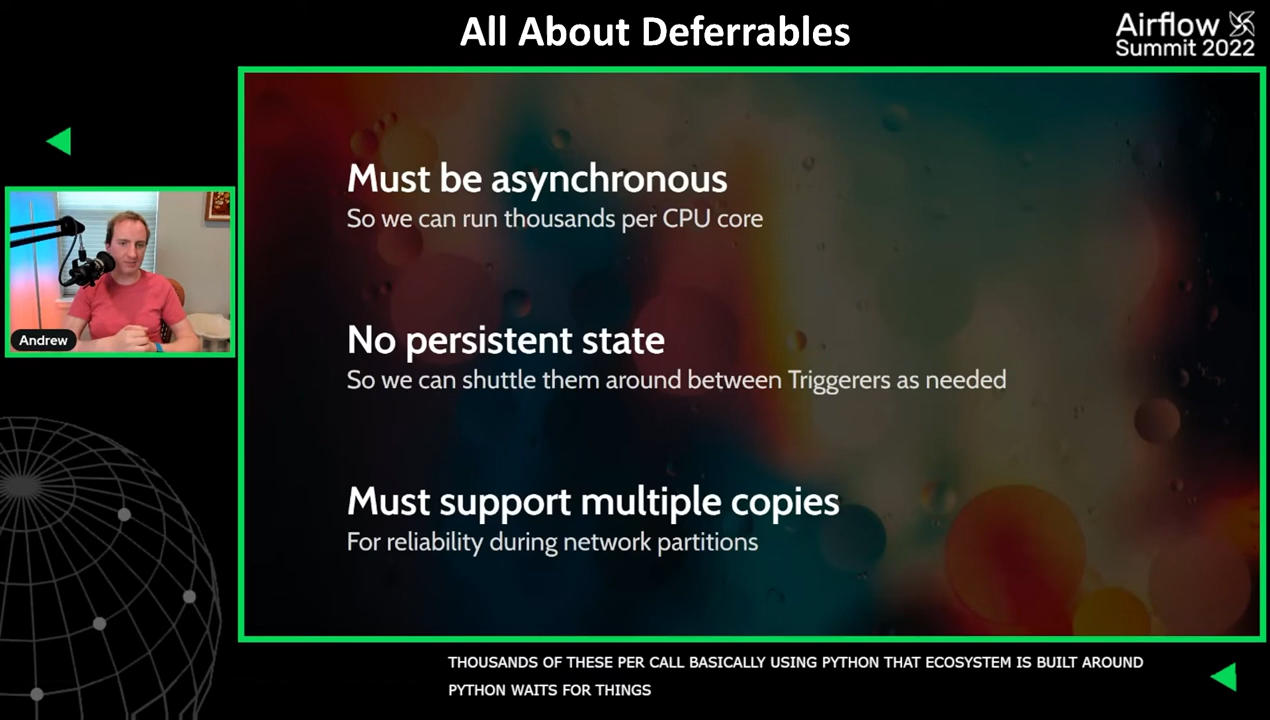 All About Deferrables
Airflow
Summit 2022
Must be asynchronous
So we can run thousands per CPU core
Andrew
No persistent state
So we can shuttle them around between Triggerers as needed
Must support multiple copies
For reliability during network partitions
THOUSANDS OF THESE PER CALL BASICALLY USING PYTHON THAT ECOSYSTEM IS BUILT AROUND
PYTHON WAITS FOR THINGS